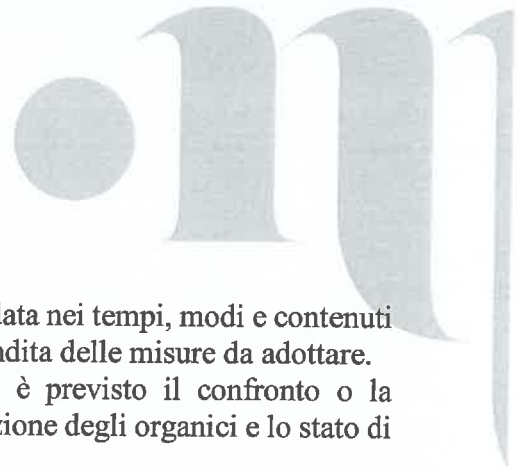 lata nei tempi, modi e contenuti
ndita delle misure da adottare.
è previsto il confronto o la
zione degli organici e lo stato di